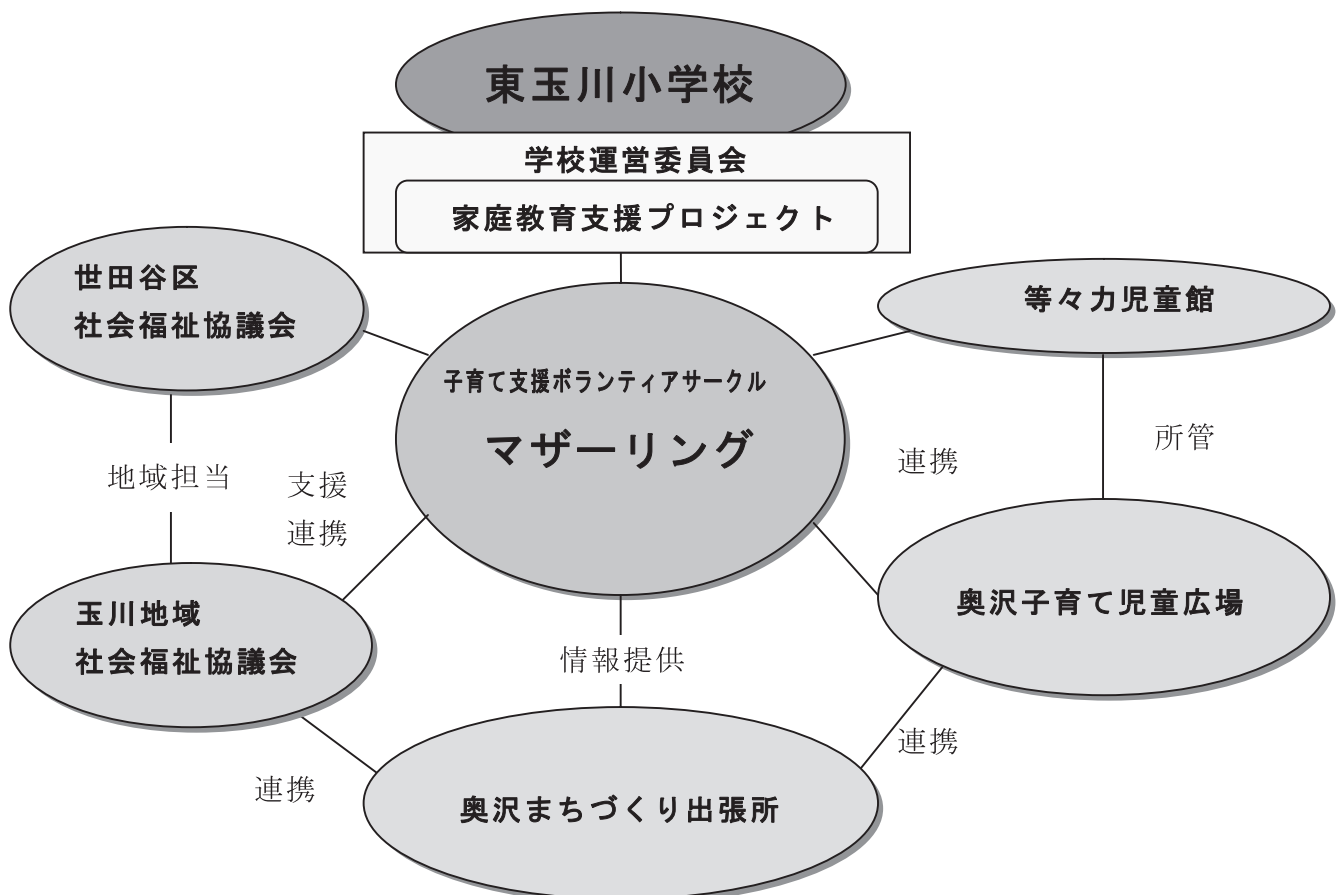 東玉川小学校
学校運営委員会
家庭教育支援プロジェクト
世田谷区
社会福祉協議会
等々力児童館
子育て支援ボランティアサークル
マザーリング
所管
連携
地域担当
支援
連携
玉川地域
社会福祉協議会
奥沢子育て児童広場
情報提供
連携
連携
奥沢まちづくり出張所